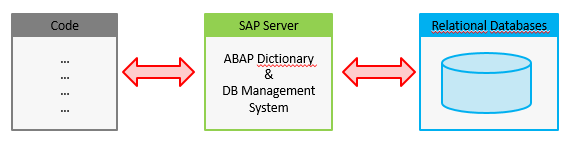 Code
...
...
...
...
SAP Server
ABAP Dictionary
&
DB Management
System
Relational Databases